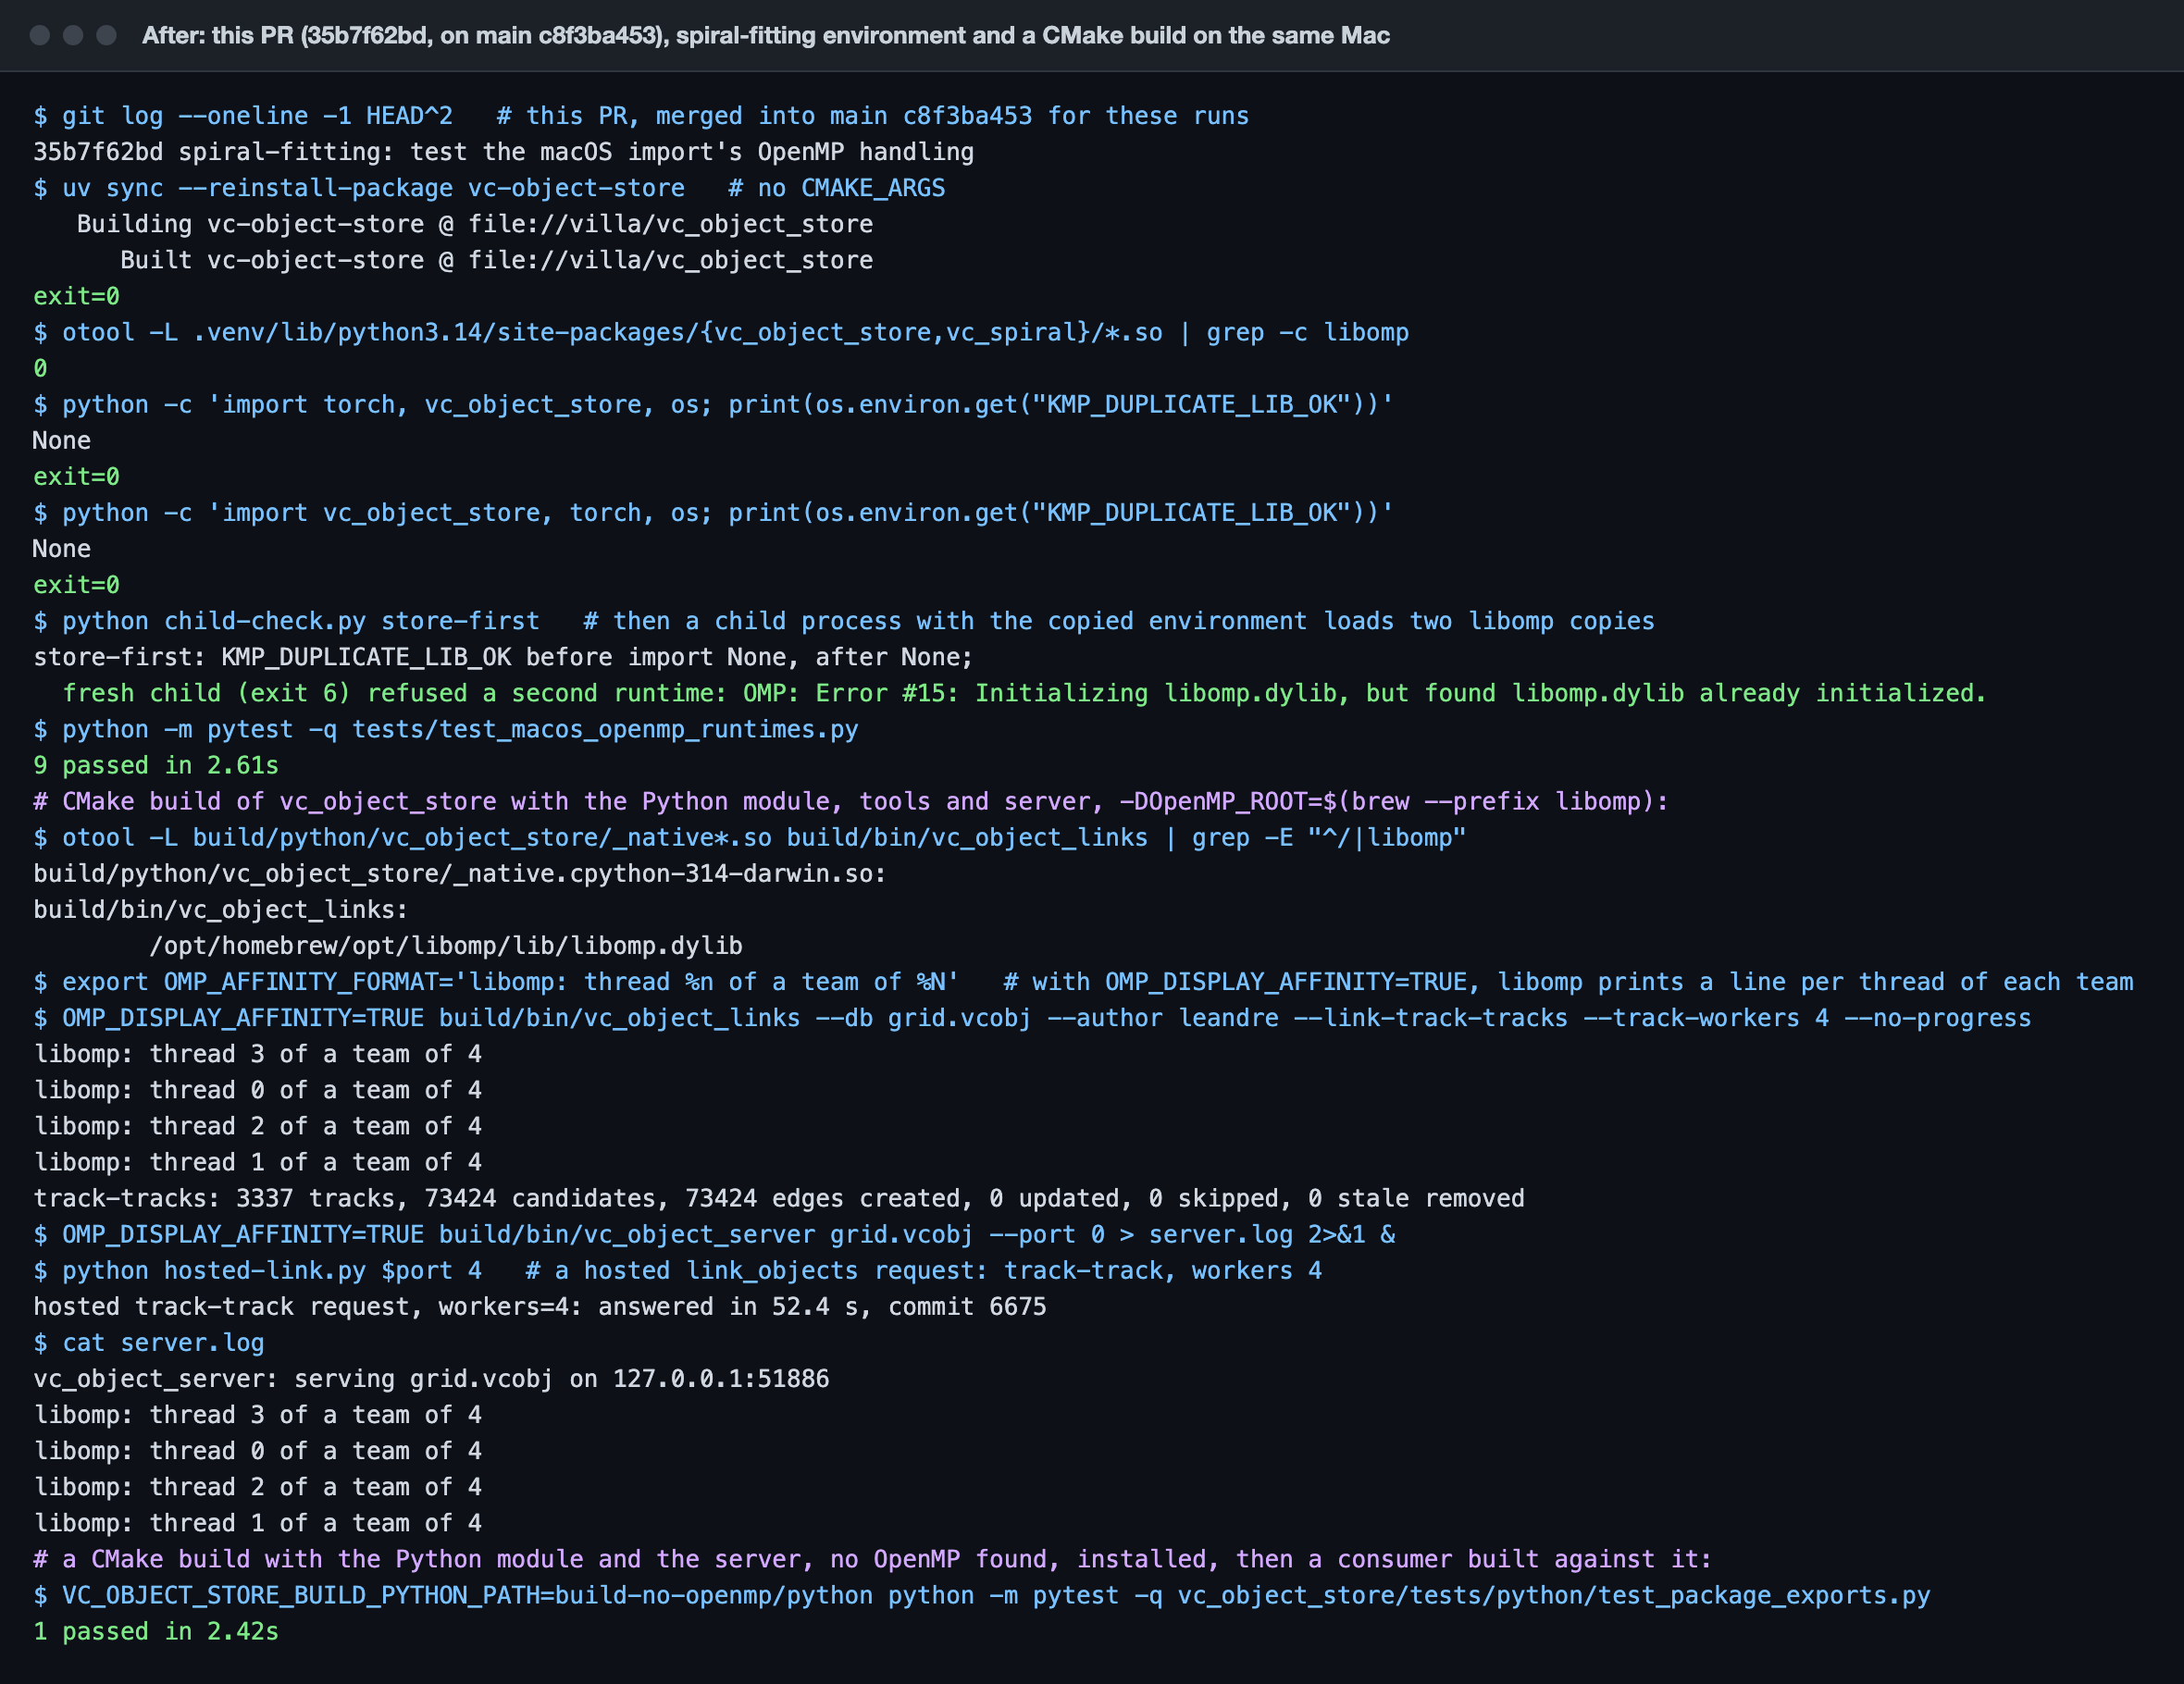 After: this PR (35b7f62bd, on main c8f3ba453), spiral-fitting environment and a CMake build on the same Mac
$ git log --oneline -1 HEAD^2   # this PR, merged into main c8f3ba453 for these runs
35b7f62bd spiral-fitting: test the macOS import's OpenMP handling
$ uv sync --reinstall-package vc-object-store   # no CMAKE_ARGS
   Building vc-object-store @ file://villa/vc_object_store
      Built vc-object-store @ file://villa/vc_object_store
exit=0
$ otool -L .venv/lib/python3.14/site-packages/{vc_object_store,vc_spiral}/*.so | grep -c libomp
0
$ python -c 'import torch, vc_object_store, os; print(os.environ.get("KMP_DUPLICATE_LIB_OK"))'
None
exit=0
$ python -c 'import vc_object_store, torch, os; print(os.environ.get("KMP_DUPLICATE_LIB_OK"))'
None
exit=0
$ python child-check.py store-first   # then a child process with the copied environment loads two libomp copies
store-first: KMP_DUPLICATE_LIB_OK before import None, after None;
  fresh child (exit 6) refused a second runtime: OMP: Error #15: Initializing libomp.dylib, but found libomp.dylib already initialized.
$ python -m pytest -q tests/test_macos_openmp_runtimes.py
9 passed in 2.61s
# CMake build of vc_object_store with the Python module, tools and server, -DOpenMP_ROOT=$(brew --prefix libomp):
$ otool -L build/python/vc_object_store/_native*.so build/bin/vc_object_links | grep -E "^/|libomp"
build/python/vc_object_store/_native.cpython-314-darwin.so:
build/bin/vc_object_links:
        /opt/homebrew/opt/libomp/lib/libomp.dylib
$ export OMP_AFFINITY_FORMAT='libomp: thread %n of a team of %N'   # with OMP_DISPLAY_AFFINITY=TRUE, libomp prints a line per thread of each team
$ OMP_DISPLAY_AFFINITY=TRUE build/bin/vc_object_links --db grid.vcobj --author leandre --link-track-tracks --track-workers 4 --no-progress
libomp: thread 3 of a team of 4
libomp: thread 0 of a team of 4
libomp: thread 2 of a team of 4
libomp: thread 1 of a team of 4
track-tracks: 3337 tracks, 73424 candidates, 73424 edges created, 0 updated, 0 skipped, 0 stale removed
$ OMP_DISPLAY_AFFINITY=TRUE build/bin/vc_object_server grid.vcobj --port 0 > server.log 2>&1 &
$ python hosted-link.py $port 4   # a hosted link_objects request: track-track, workers 4
hosted track-track request, workers=4: answered in 52.4 s, commit 6675
$ cat server.log
vc_object_server: serving grid.vcobj on 127.0.0.1:51886
libomp: thread 3 of a team of 4
libomp: thread 0 of a team of 4
libomp: thread 2 of a team of 4
libomp: thread 1 of a team of 4
# a CMake build with the Python module and the server, no OpenMP found, installed, then a consumer built against it:
$ VC_OBJECT_STORE_BUILD_PYTHON_PATH=build-no-openmp/python python -m pytest -q vc_object_store/tests/python/test_package_exports.py
1 passed in 2.42s